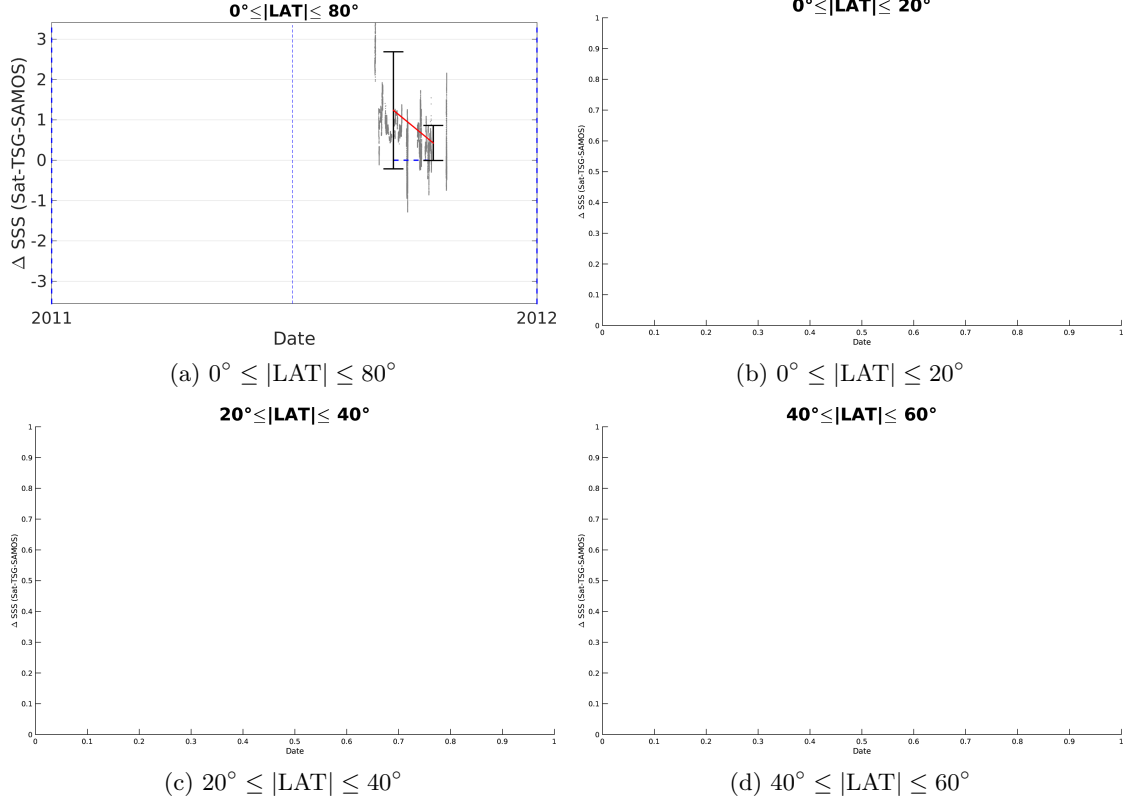 0°≤|LAT|≤ 80°
3
2
1
0
-1
-2
-3
Δ SSS (Sat-TSG-SAMOS)
2011 2012
Date
(a) 0° ≤ |LAT| ≤ 80°
0°≤|LAT|≤ 20°
1
0.9
0.8
0.7
0.6
0.5
0.4
0.3
0.2
0.1
0
Δ SSS (Sat-TSG-SAMOS)
0 0.1 0.2 0.3 0.4 0.5 0.6 0.7 0.8 0.9 1
Date
(b) 0° ≤ |LAT| ≤ 20°
20°≤|LAT|≤ 40°
1
0.9
0.8
0.7
0.6
0.5
0.4
0.3
0.2
0.1
0
Δ SSS (Sat-TSG-SAMOS)
0 0.1 0.2 0.3 0.4 0.5 0.6 0.7 0.8 0.9 1
Date
(c) 20° ≤ |LAT| ≤ 40°
40°≤|LAT|≤ 60°
1
0.9
0.8
0.7
0.6
0.5
0.4
0.3
0.2
0.1
0
Δ SSS (Sat-TSG-SAMOS)
0 0.1 0.2 0.3 0.4 0.5 0.6 0.7 0.8 0.9 1
Date
(d) 40° ≤ |LAT| ≤ 60°